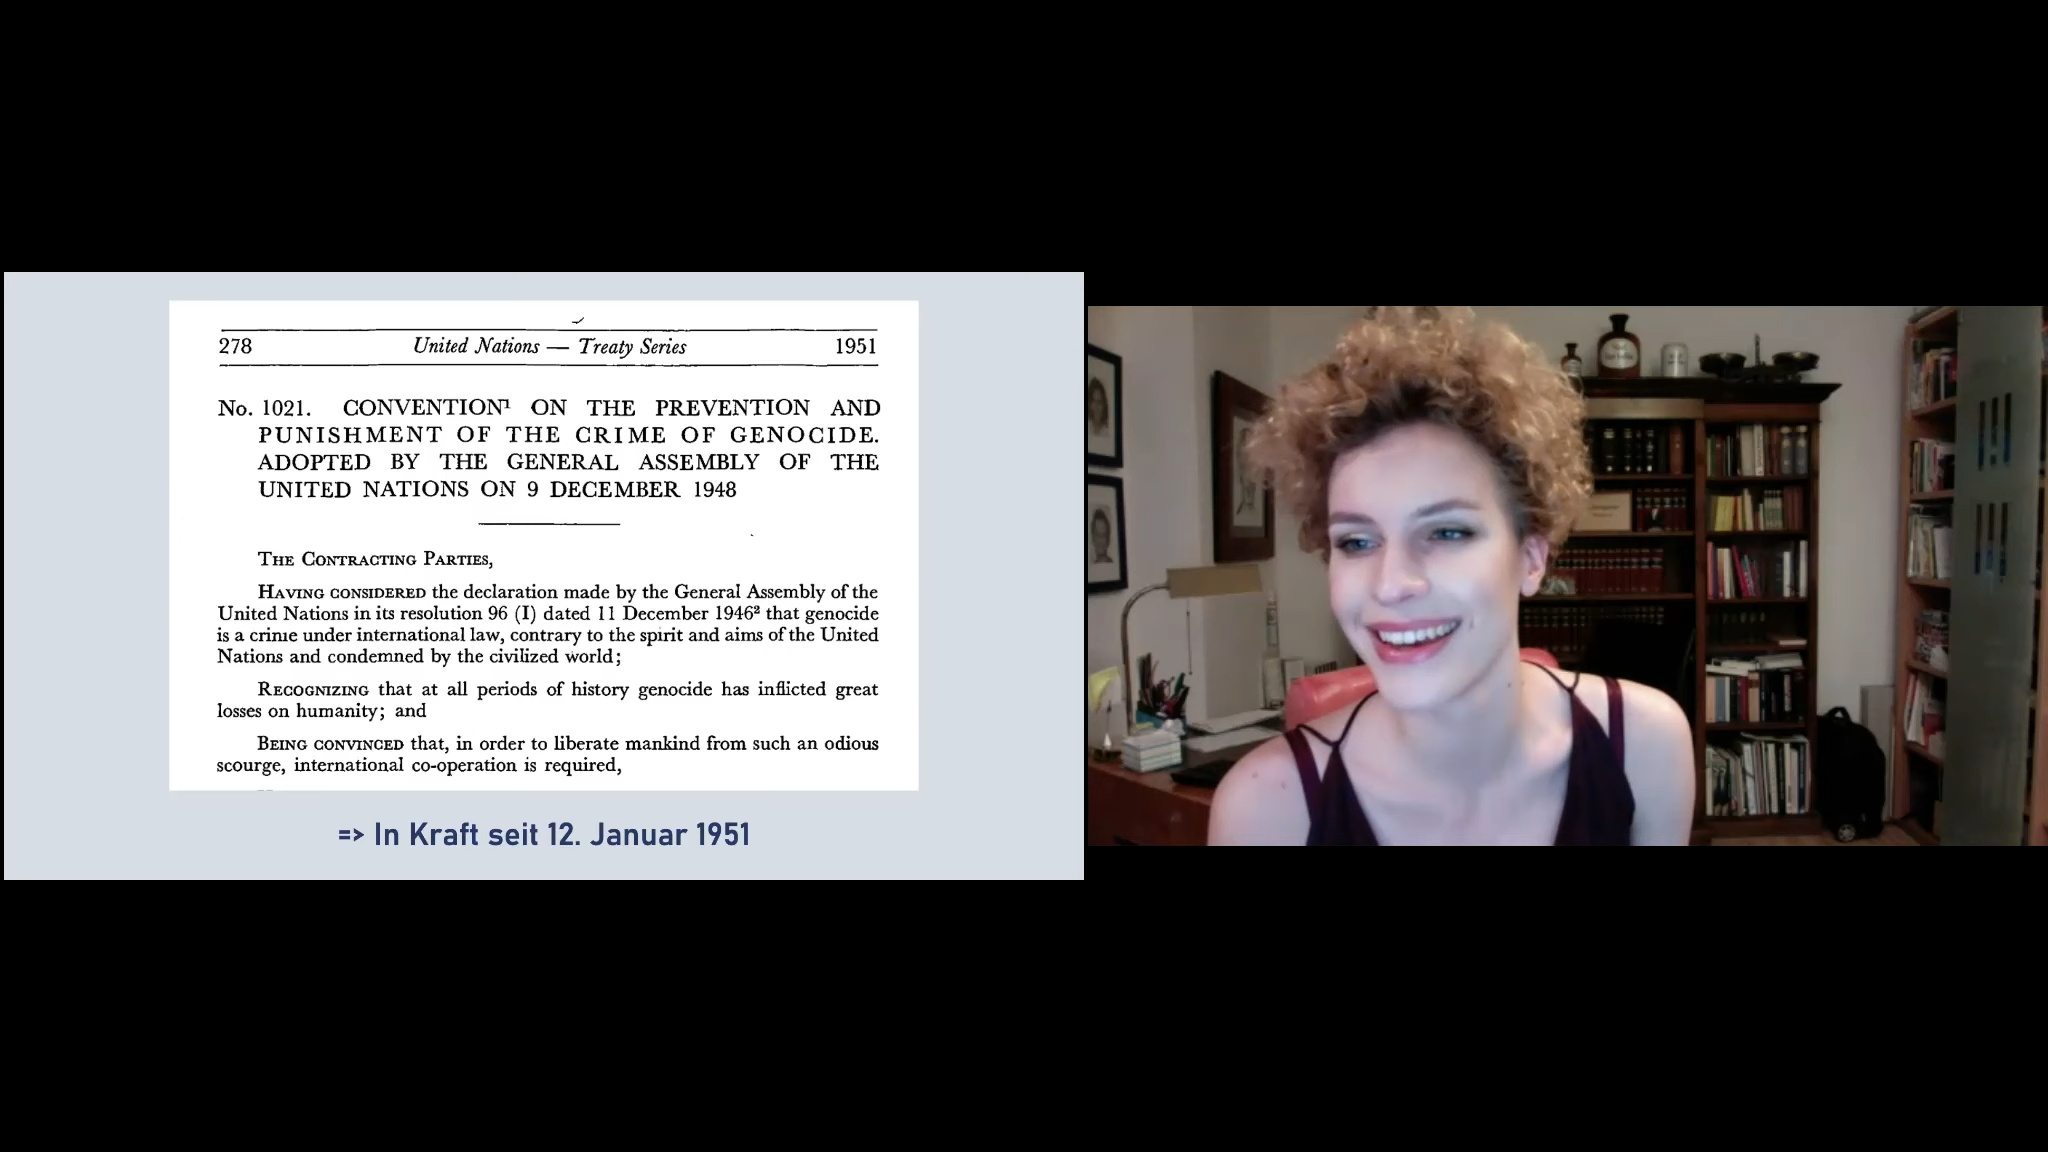 278 United Nations — Treaty Series 1951
No. 1021. CONVENTION¹ ON THE PREVENTION AND
PUNISHMENT OF THE CRIME OF GENOCIDE.
ADOPTED BY THE GENERAL ASSEMBLY OF THE
UNITED NATIONS ON 9 DECEMBER 1948
THE CONTRACTING PARTIES,
HAVING CONSIDERED the declaration made by the General Assembly of the
United Nations in its resolution 96 (I) dated 11 December 1946² that genocide
is a crime under international law, contrary to the spirit and aims of the United
Nations and condemned by the civilized world;
RECOGNIZING that at all periods of history genocide has inflicted great
losses on humanity; and
BEING CONVINCED that, in order to liberate mankind from such an odious
scourge, international co-operation is required,
=> In Kraft seit 12. Januar 1951